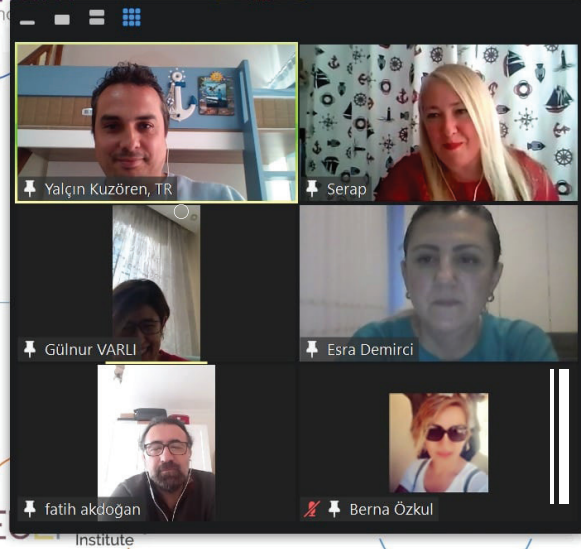 Yalçın Kuzören, TR
Serap
Gülnur VARLI
Esra Demirci
fatih akdoğan
Berna Özkul
Institute